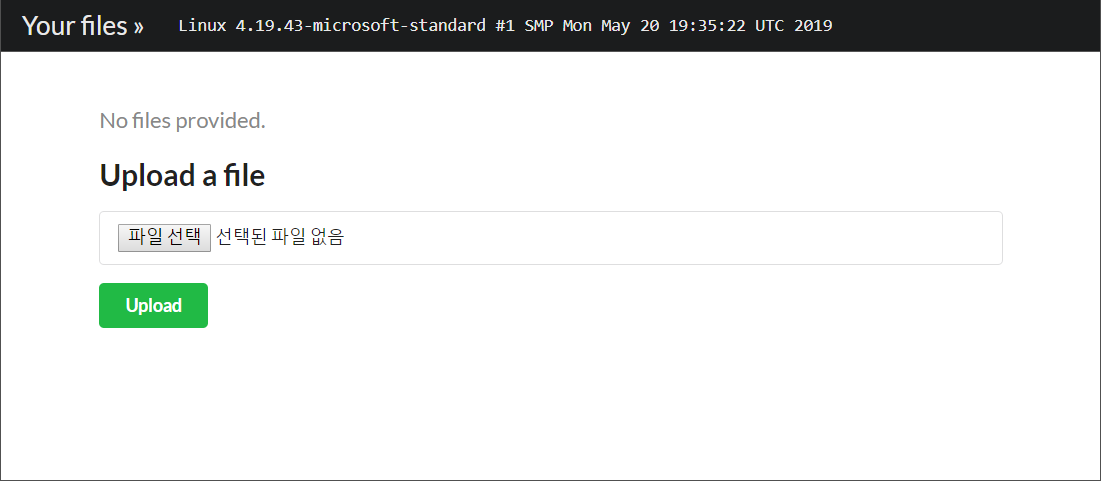 Your files » Linux 4.19.43-microsoft-standard #1 SMP Mon May 20 19:35:22 UTC 2019
No files provided.
Upload a file
파일 선택 선택된 파일 없음
Upload